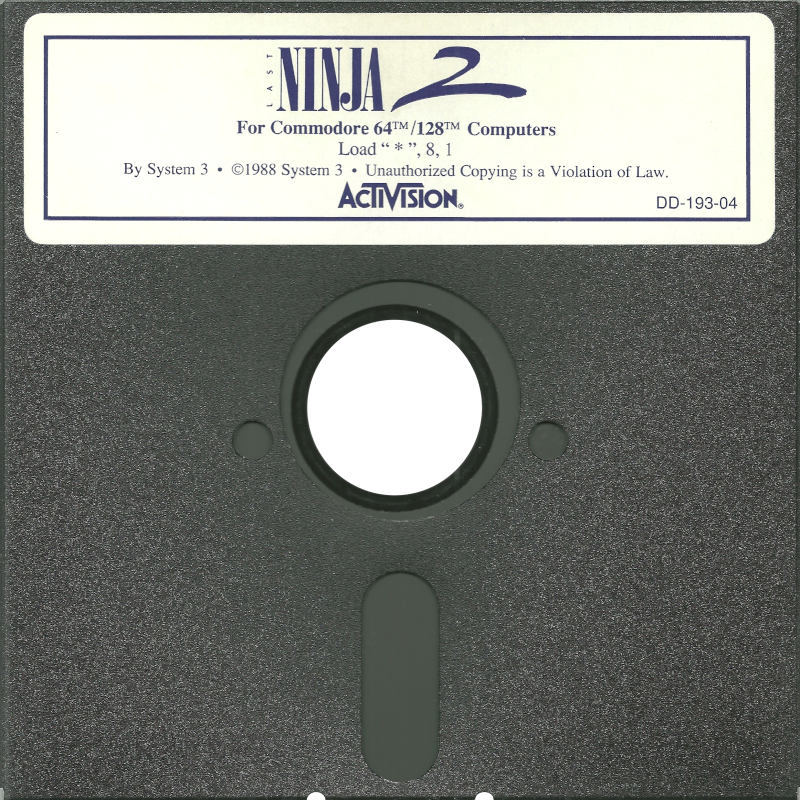 LAST NINJA 2
For Commodore 64™/128™ Computers
Load “ * ”, 8, 1
By System 3 • ©1988 System 3 • Unauthorized Copying is a Violation of Law.
ACTIVISION®
DD-193-04